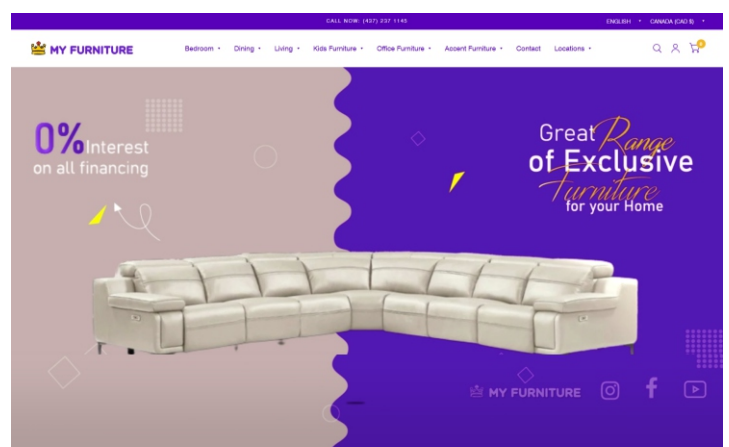 CALL NOW: (437) 237 1145
ENGLISH
CANADA (CAD $)
MY FURNITURE
Bedroom
Dining
Living
Kids Furniture
Office Furniture
Accent Furniture
Contact
Locations
0% Interest
on all financing
Great Range
of Exclusive
Furniture
for your Home
MY FURNITURE